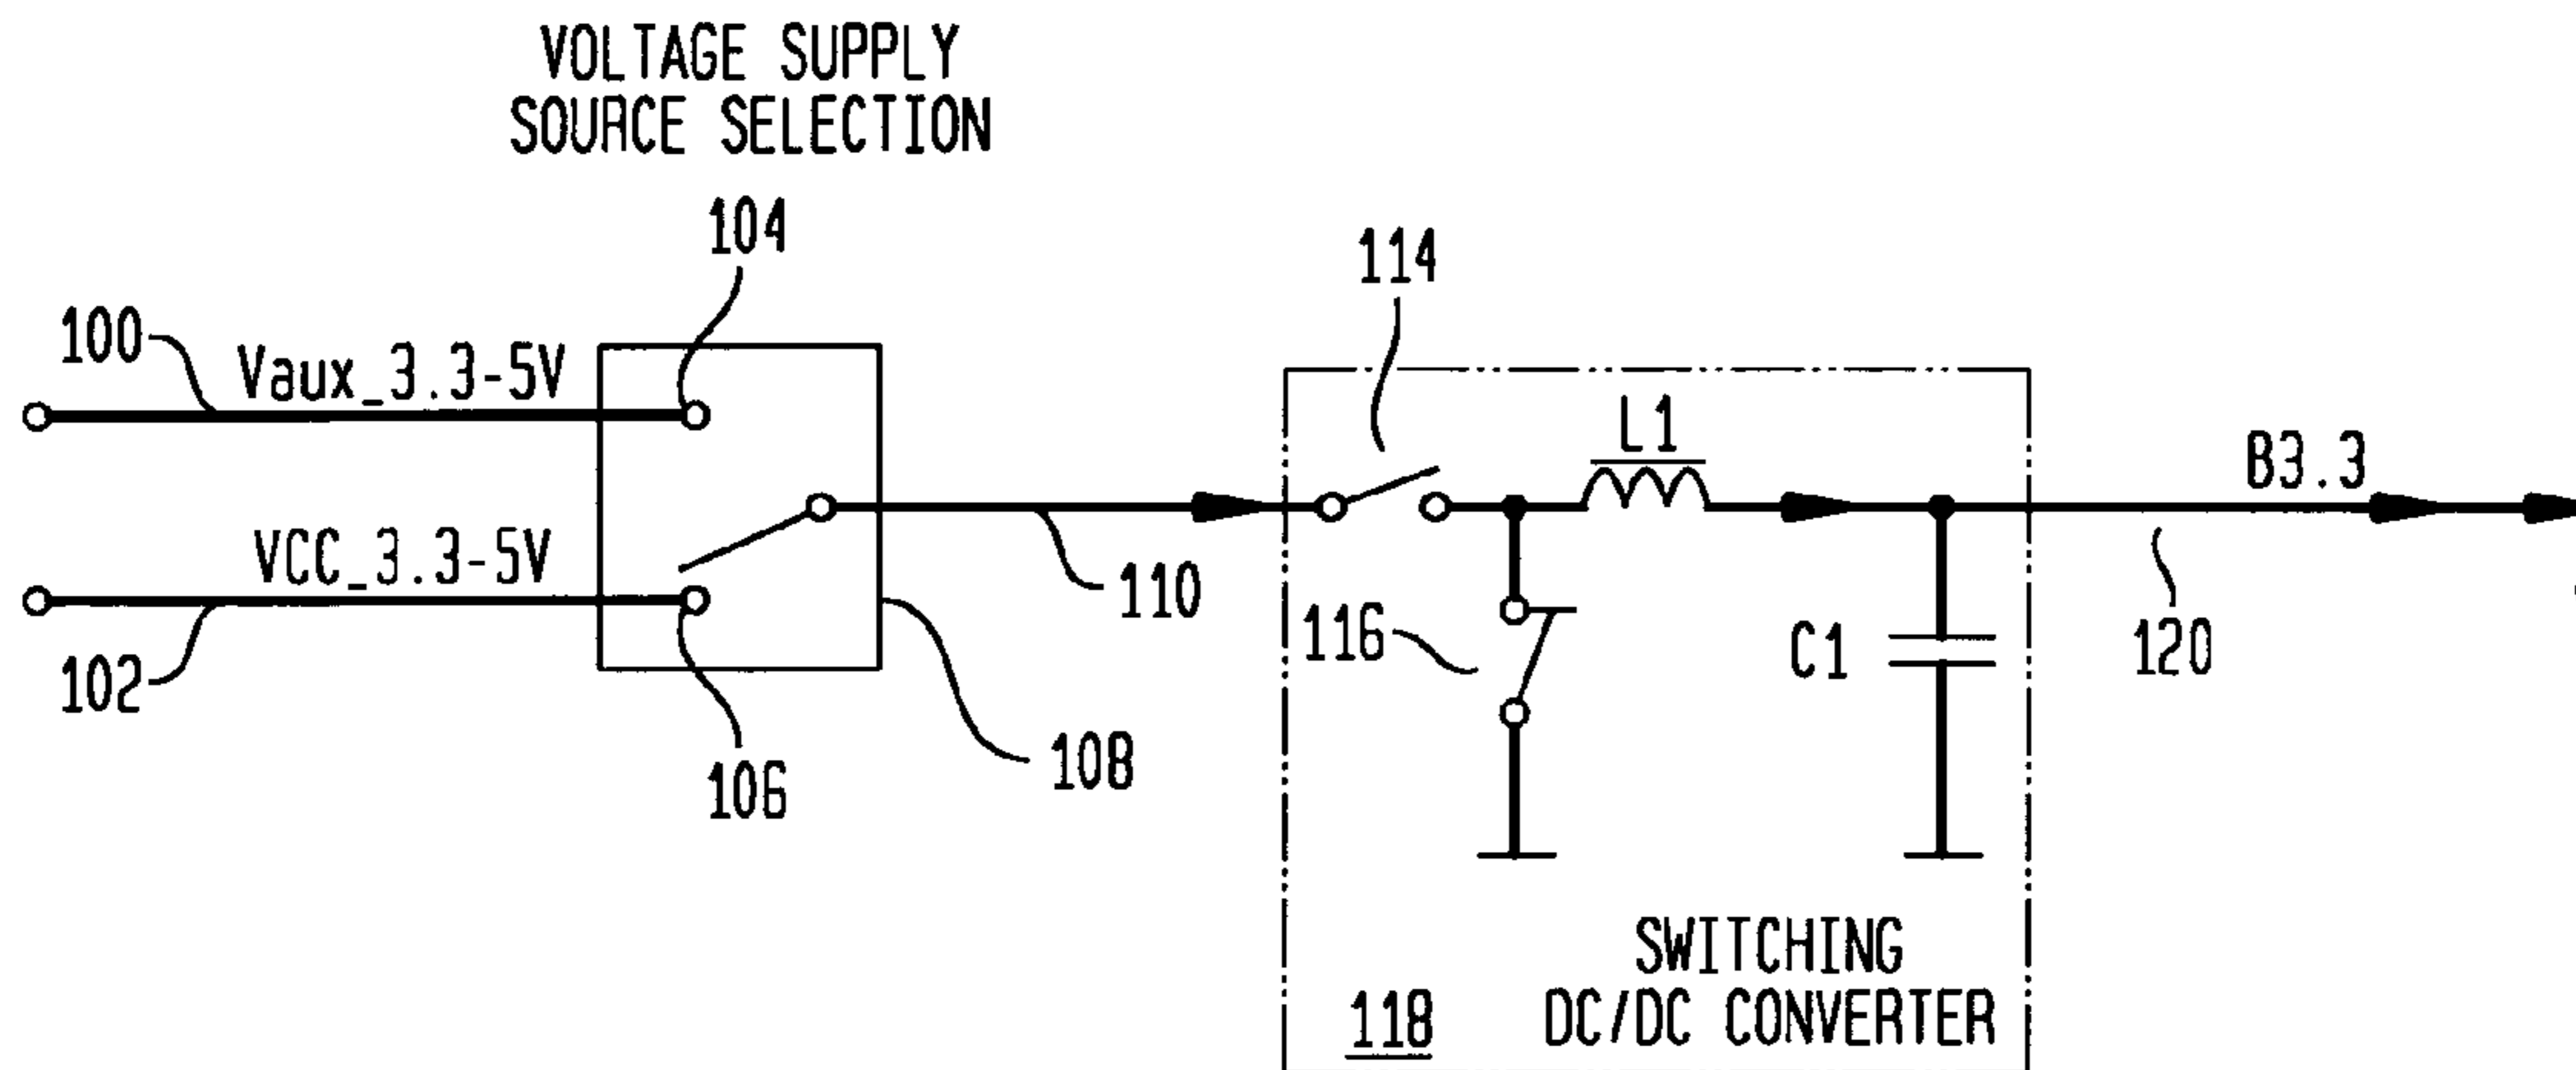 VOLTAGE SUPPLY
SOURCE SELECTION
104
114
100
Vaux_3.3-5V
L1
B3.3
VCC_3.3-5V
110
116
C1
120
102
106
108
SWITCHING
118
DC/DC CONVERTER